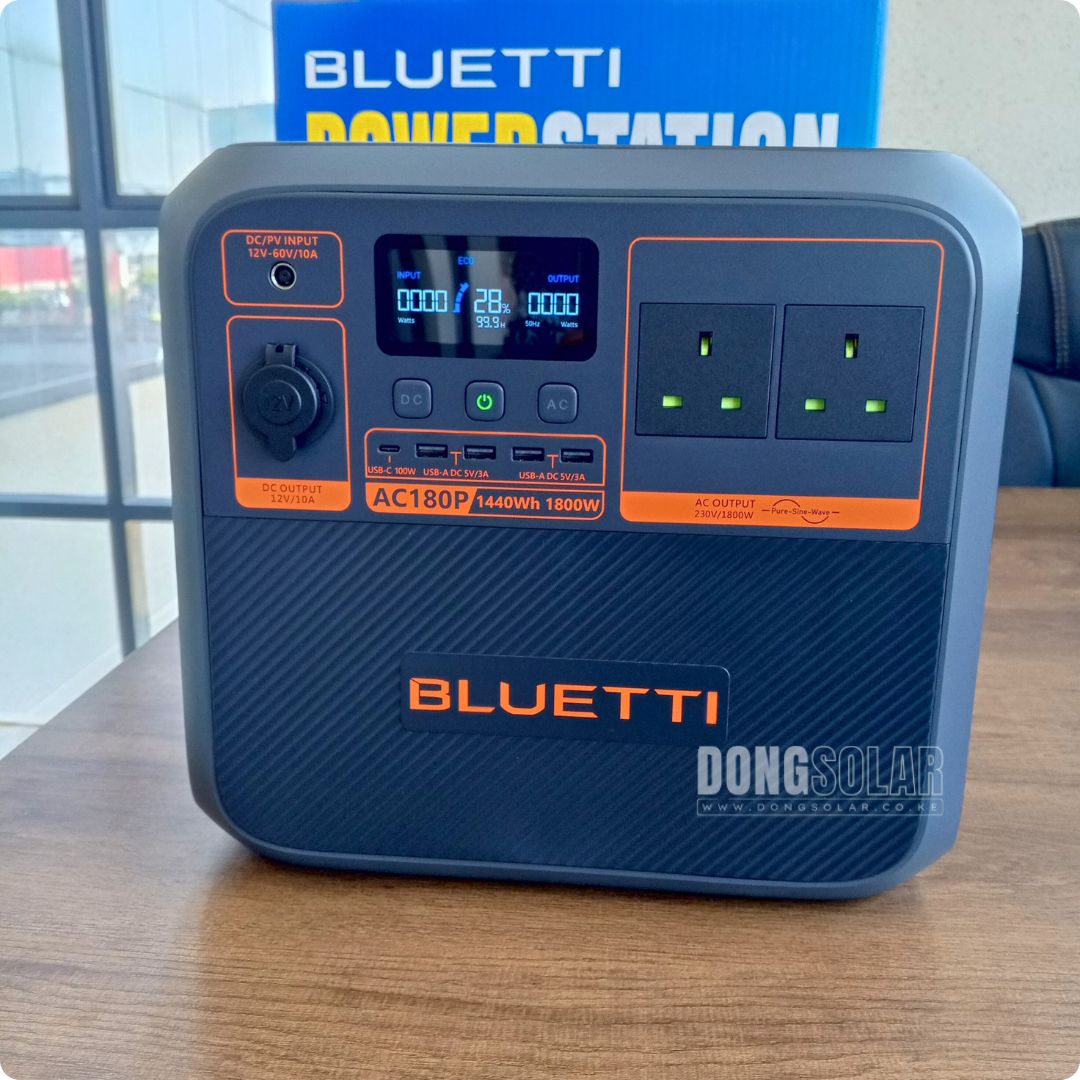 BLUETTI
POWERSTATION
DC/PV INPUT
12V-60V/10A
ECO
INPUT
OUTPUT
0000
28%
0000
Watts
99.9H
50Hz
Watts
12V
DC
AC
USB-C 100W
USB-A DC 5V/3A
USB-A DC 5V/3A
DC OUTPUT
12V/10A
AC180P/1440Wh 1800W
AC OUTPUT
230V/1800W
Pure-Sine-Wave
BLUETTI
DONGSOLAR
WWW.DONGSOLAR.CO.KE